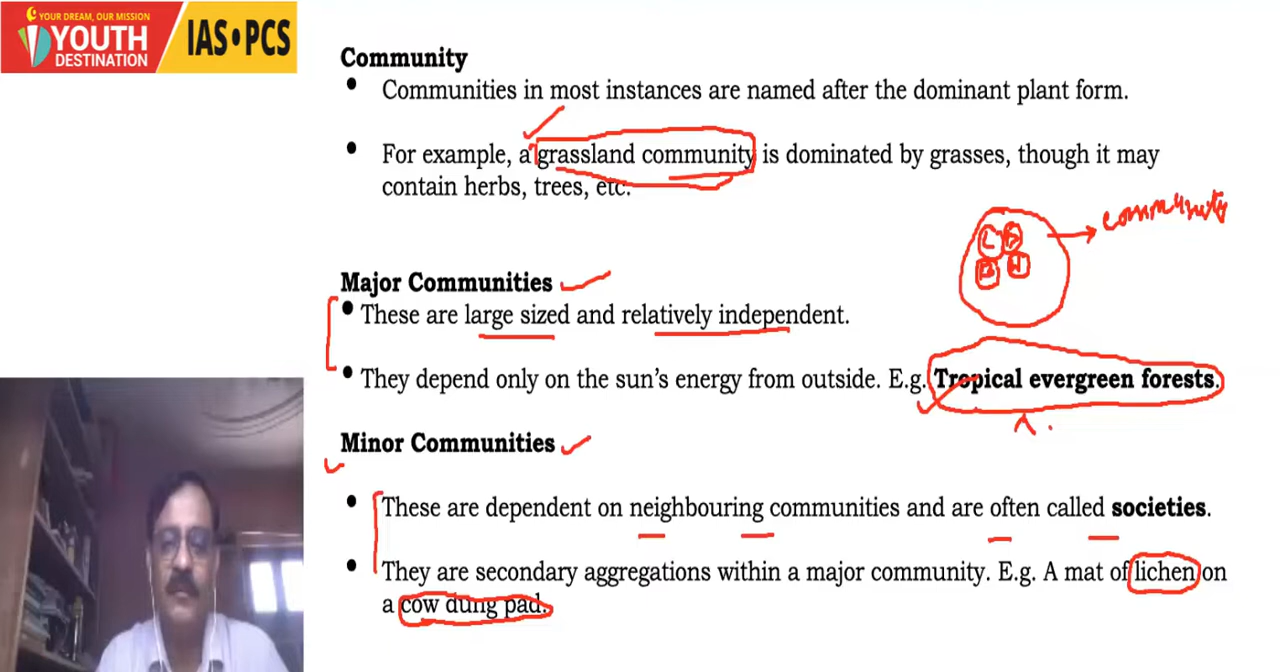 YOUR DREAM, OUR MISSION
YOUTH
DESTINATION
IAS•PCS
Community
• Communities in most instances are named after the dominant plant form.
• For example, a grassland community is dominated by grasses, though it may
contain herbs, trees, etc.
community
Major Communities
• These are large sized and relatively independent.
• They depend only on the sun’s energy from outside. E.g. Tropical evergreen forests.
Minor Communities
• These are dependent on neighbouring communities and are often called societies.
• They are secondary aggregations within a major community. E.g. A mat of lichen on
a cow dung pad.